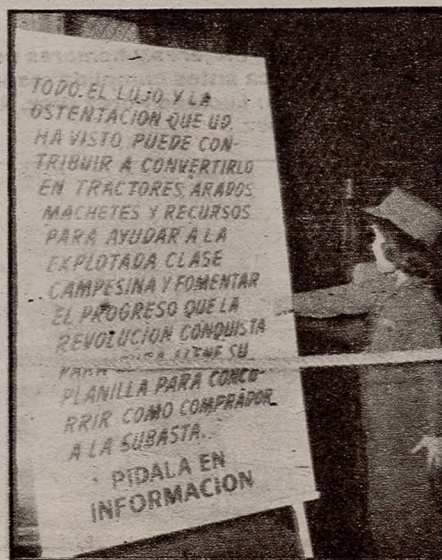 TODO EL LUJO Y LA
OSTENTACION QUE UD.
HA VISTO PUEDE CON-
TRIBUIR A CONVERTIRLO
EN TRACTORES, ARADOS,
MACHETES Y RECURSOS
PARA AYUDAR A LA
EXPLOTADA CLASE
CAMPESINA Y FOMENTAR
EL PROGRESO QUE LA
REVOLUCION CONQUISTA
PARA SU
PLANILLA PARA CONCU-
RRIR COMO COMPRADOR
A LA SUBASTA.
PIDALA EN
INFORMACION